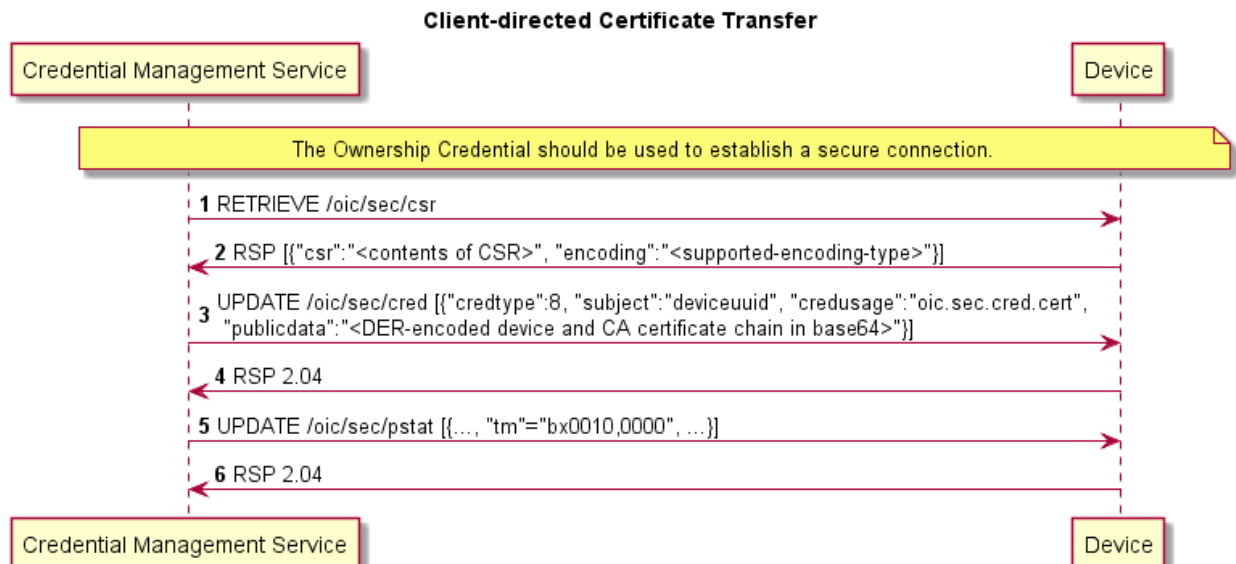 Client-directed Certificate Transfer
Credential Management Service
Device
The Ownership Credential should be used to establish a secure connection.
1 RETRIEVE /oic/sec/csr
2 RSP [{"csr":"<contents of CSR>", "encoding":"<supported-encoding-type>"}]
3 UPDATE /oic/sec/cred [{"credtype":8, "subject":"deviceuuid", "credusage":"oic.sec.cred.cert",
"publicdata":"<DER-encoded device and CA certificate chain in base64>"}]
4 RSP 2.04
5 UPDATE /oic/sec/pstat [{..., "tm"="bx0010,0000", ...}]
6 RSP 2.04
Credential Management Service
Device